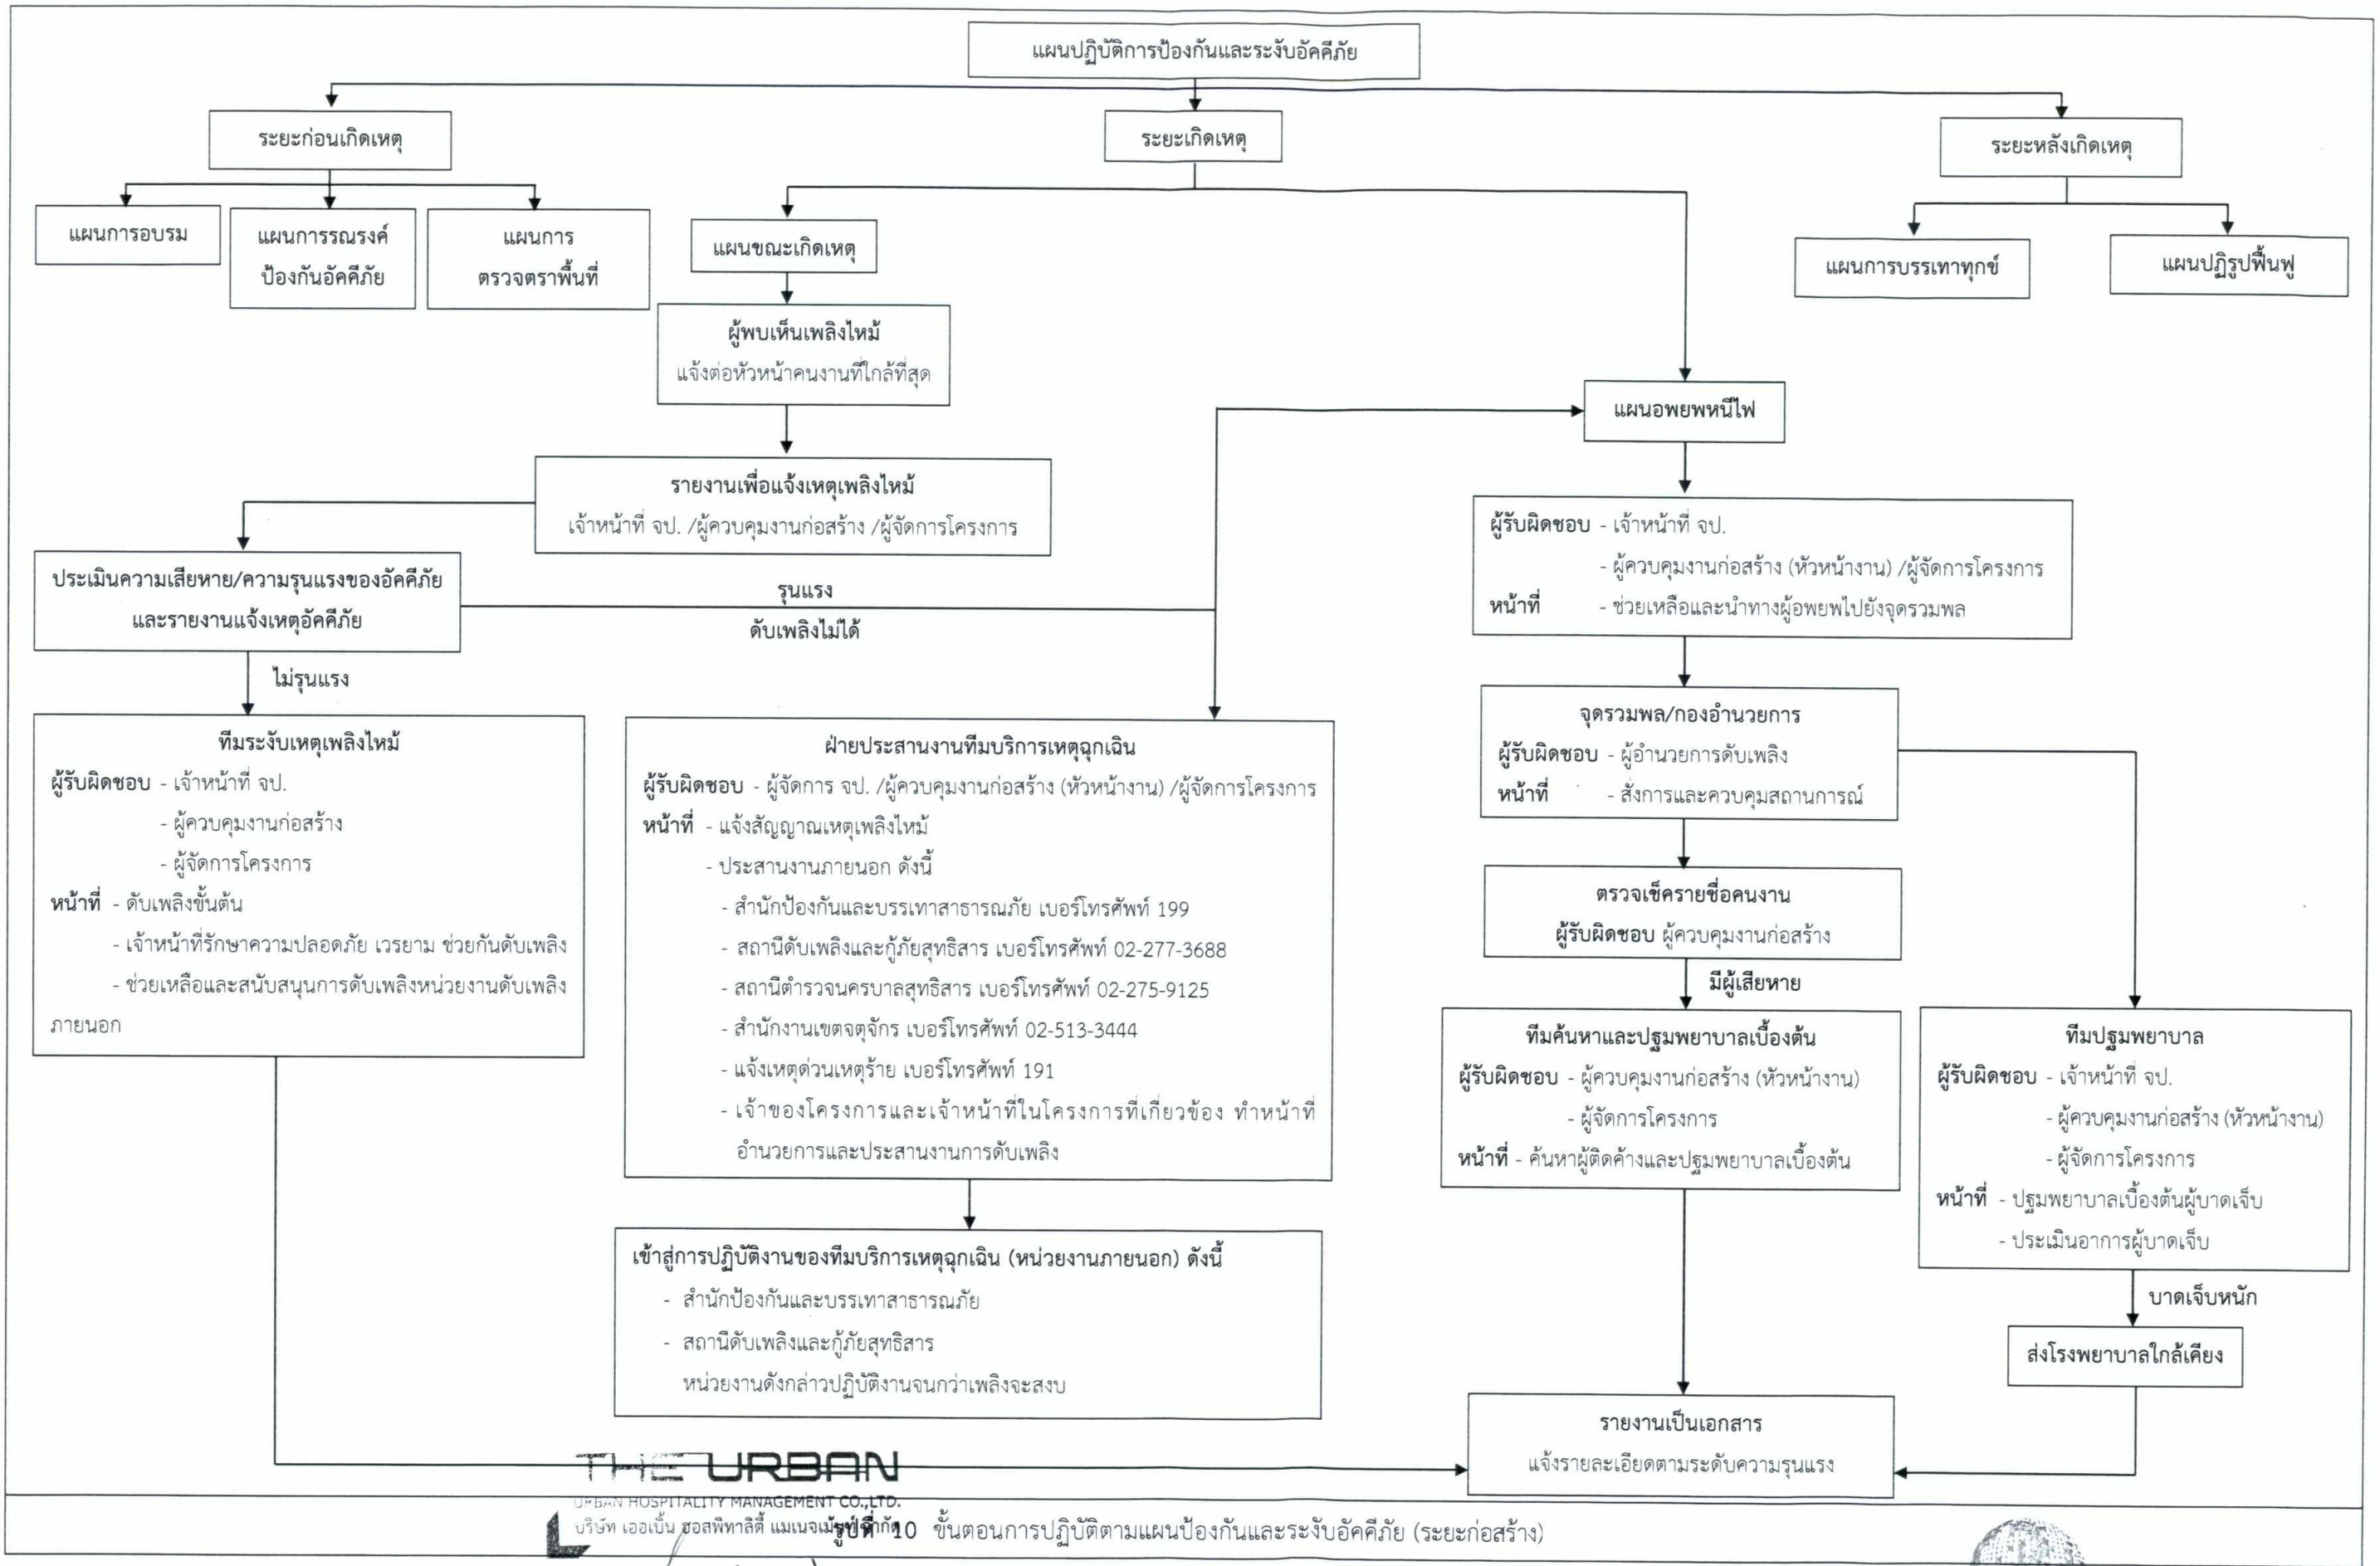 แผนปฏิบัติการป้องกันและระงับอัคคีภัย
ระยะก่อนเกิดเหตุ
ระยะเกิดเหตุ
ระยะหลังเกิดเหตุ
แผนการอบรม
แผนการรณรงค์
ป้องกันอัคคีภัย
แผนการ
ตรวจตราพื้นที่
แผนขณะเกิดเหตุ
แผนการบรรเทาทุกข์
แผนปฏิรูปฟื้นฟู
ผู้พบเห็นเพลิงไหม้
แจ้งต่อหัวหน้าคนงานที่ใกล้ที่สุด
รายงานเพื่อแจ้งเหตุเพลิงไหม้
เจ้าหน้าที่ จป. /ผู้ควบคุมงานก่อสร้าง /ผู้จัดการโครงการ
ประเมินความเสียหาย/ความรุนแรงของอัคคีภัย
และรายงานแจ้งเหตุอัคคีภัย
รุนแรง
ดับเพลิงไม่ได้
ไม่รุนแรง
ทีมระงับเหตุเพลิงไหม้
ผู้รับผิดชอบ - เจ้าหน้าที่ จป.
- ผู้ควบคุมงานก่อสร้าง
- ผู้จัดการโครงการ
หน้าที่ - ดับเพลิงขั้นต้น
- เจ้าหน้าที่รักษาความปลอดภัย เวรยาม ช่วยกันดับเพลิง
- ช่วยเหลือและสนับสนุนการดับเพลิงหน่วยงานดับเพลิง
ภายนอก
ฝ่ายประสานงานทีมบริการเหตุฉุกเฉิน
ผู้รับผิดชอบ - ผู้จัดการ จป. /ผู้ควบคุมงานก่อสร้าง (หัวหน้างาน) /ผู้จัดการโครงการ
หน้าที่ - แจ้งสัญญาณเหตุเพลิงไหม้
- ประสานงานภายนอก ดังนี้
- สำนักป้องกันและบรรเทาสาธารณภัย เบอร์โทรศัพท์ 199
- สถานีดับเพลิงและกู้ภัยสุทธิสาร เบอร์โทรศัพท์ 02-277-3688
- สถานีตำรวจนครบาลสุทธิสาร เบอร์โทรศัพท์ 02-275-9125
- สำนักงานเขตจตุจักร เบอร์โทรศัพท์ 02-513-3444
- แจ้งเหตุด่วนเหตุร้าย เบอร์โทรศัพท์ 191
- เจ้าของโครงการและเจ้าหน้าที่ในโครงการที่เกี่ยวข้อง ทำหน้าที่
อำนวยการและประสานงานการดับเพลิง
เข้าสู่การปฏิบัติงานของทีมบริการเหตุฉุกเฉิน (หน่วยงานภายนอก) ดังนี้
- สำนักป้องกันและบรรเทาสาธารณภัย
- สถานีดับเพลิงและกู้ภัยสุทธิสาร
หน่วยงานดังกล่าวปฏิบัติงานจนกว่าเพลิงจะสงบ
แผนอพยพหนีไฟ
ผู้รับผิดชอบ - เจ้าหน้าที่ จป.
- ผู้ควบคุมงานก่อสร้าง (หัวหน้างาน) /ผู้จัดการโครงการ
หน้าที่ - ช่วยเหลือและนำทางผู้อพยพไปยังจุดรวมพล
จุดรวมพล/กองอำนวยการ
ผู้รับผิดชอบ - ผู้อำนวยการดับเพลิง
หน้าที่ - สั่งการและควบคุมสถานการณ์
ตรวจเช็ครายชื่อคนงาน
ผู้รับผิดชอบ ผู้ควบคุมงานก่อสร้าง
มีผู้เสียหาย
ทีมค้นหาและปฐมพยาบาลเบื้องต้น
ผู้รับผิดชอบ - ผู้ควบคุมงานก่อสร้าง (หัวหน้างาน)
- ผู้จัดการโครงการ
หน้าที่ - ค้นหาผู้ติดค้างและปฐมพยาบาลเบื้องต้น
ทีมปฐมพยาบาล
ผู้รับผิดชอบ - เจ้าหน้าที่ จป.
- ผู้ควบคุมงานก่อสร้าง (หัวหน้างาน)
- ผู้จัดการโครงการ
หน้าที่ - ปฐมพยาบาลเบื้องต้นผู้บาดเจ็บ
- ประเมินอาการผู้บาดเจ็บ
บาดเจ็บหนัก
ส่งโรงพยาบาลใกล้เคียง
รายงานเป็นเอกสาร
แจ้งรายละเอียดตามระดับความรุนแรง
THE URBAN
URBAN HOSPITALITY MANAGEMENT CO.,LTD.
บริษัท เออเบิ้น ฮอสพิทาลิตี้ แมเนจเม้นท์ จำกัด
รูปที่ 10 ขั้นตอนการปฏิบัติตามแผนป้องกันและระงับอัคคีภัย (ระยะก่อสร้าง)